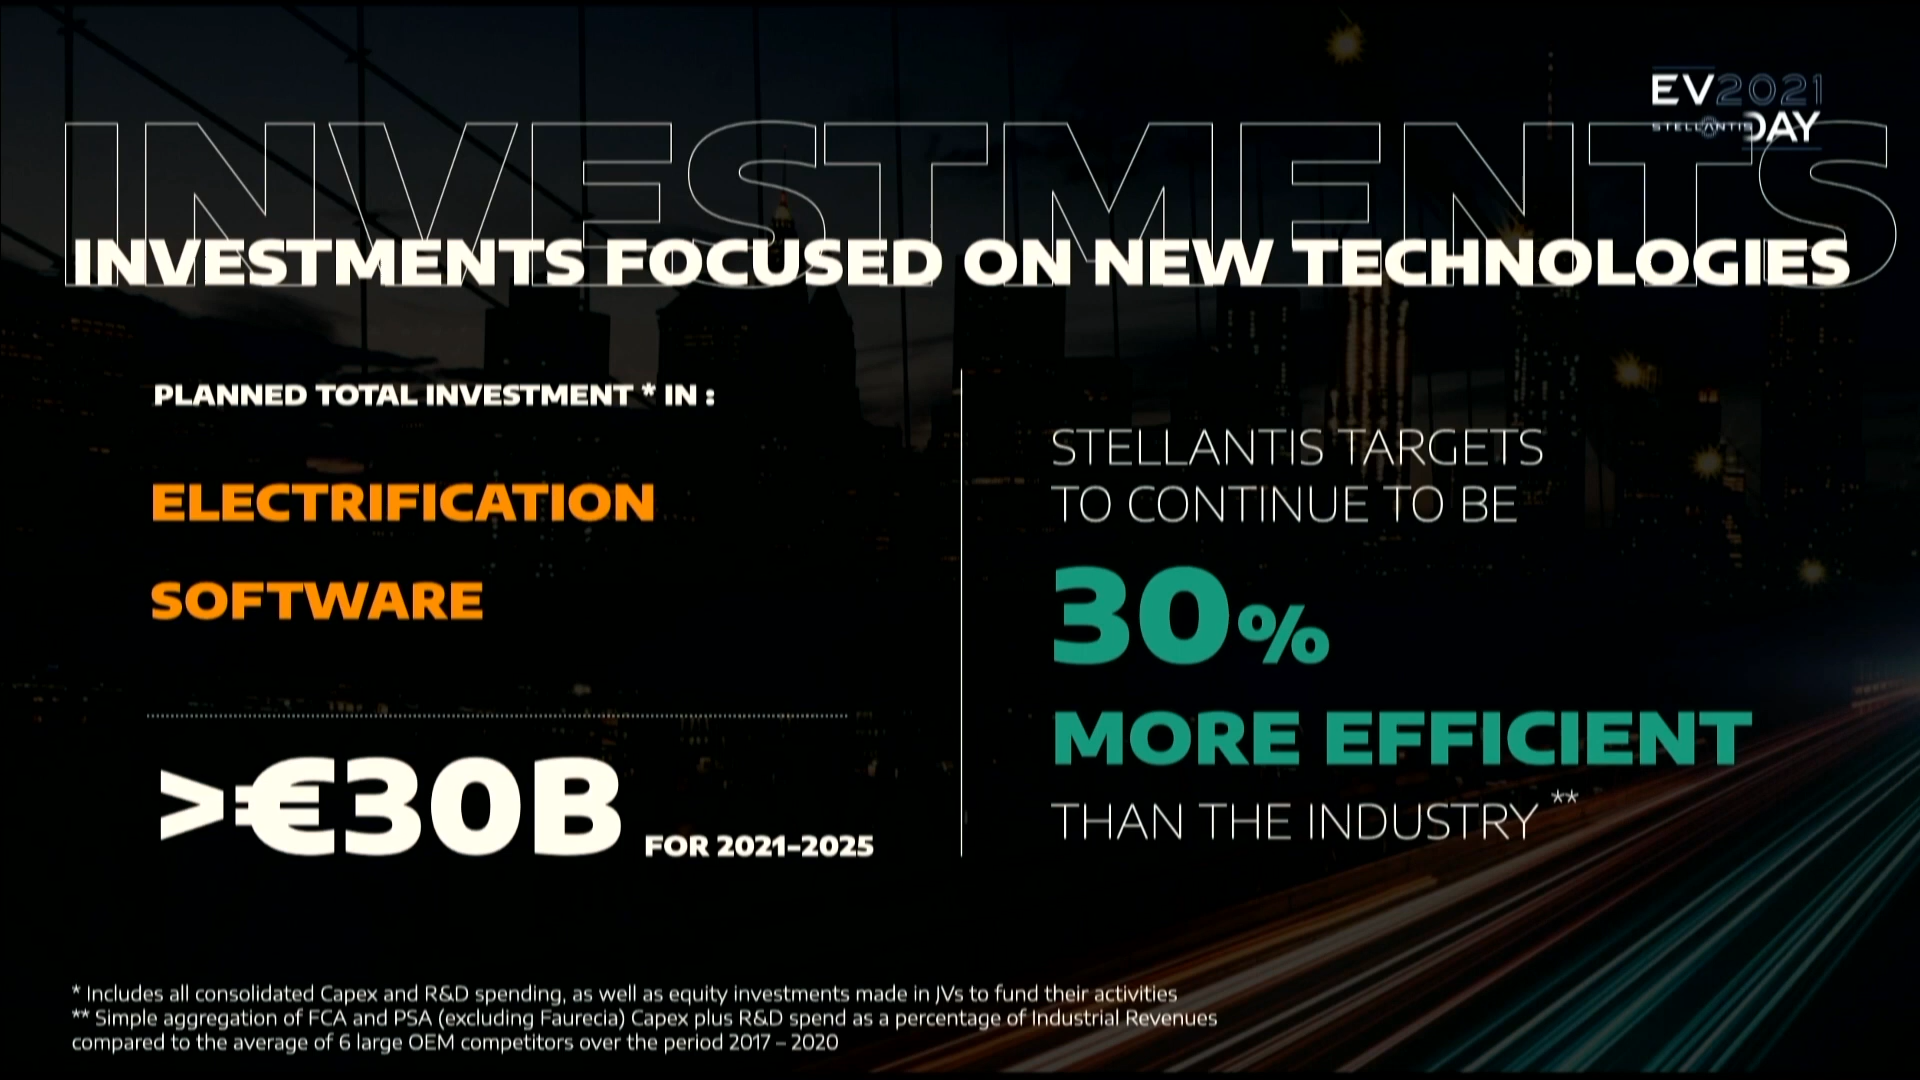 EV2021
STELLANTIS DAY
INVESTMENTS
INVESTMENTS FOCUSED ON NEW TECHNOLOGIES
PLANNED TOTAL INVESTMENT * IN :
ELECTRIFICATION
SOFTWARE
>€30B FOR 2021-2025
STELLANTIS TARGETS
TO CONTINUE TO BE
30%
MORE EFFICIENT
THAN THE INDUSTRY **
* Includes all consolidated Capex and R&D spending, as well as equity investments made in JVs to fund their activities
** Simple aggregation of FCA and PSA (excluding Faurecia) Capex plus R&D spend as a percentage of Industrial Revenues
compared to the average of 6 large OEM competitors over the period 2017 – 2020